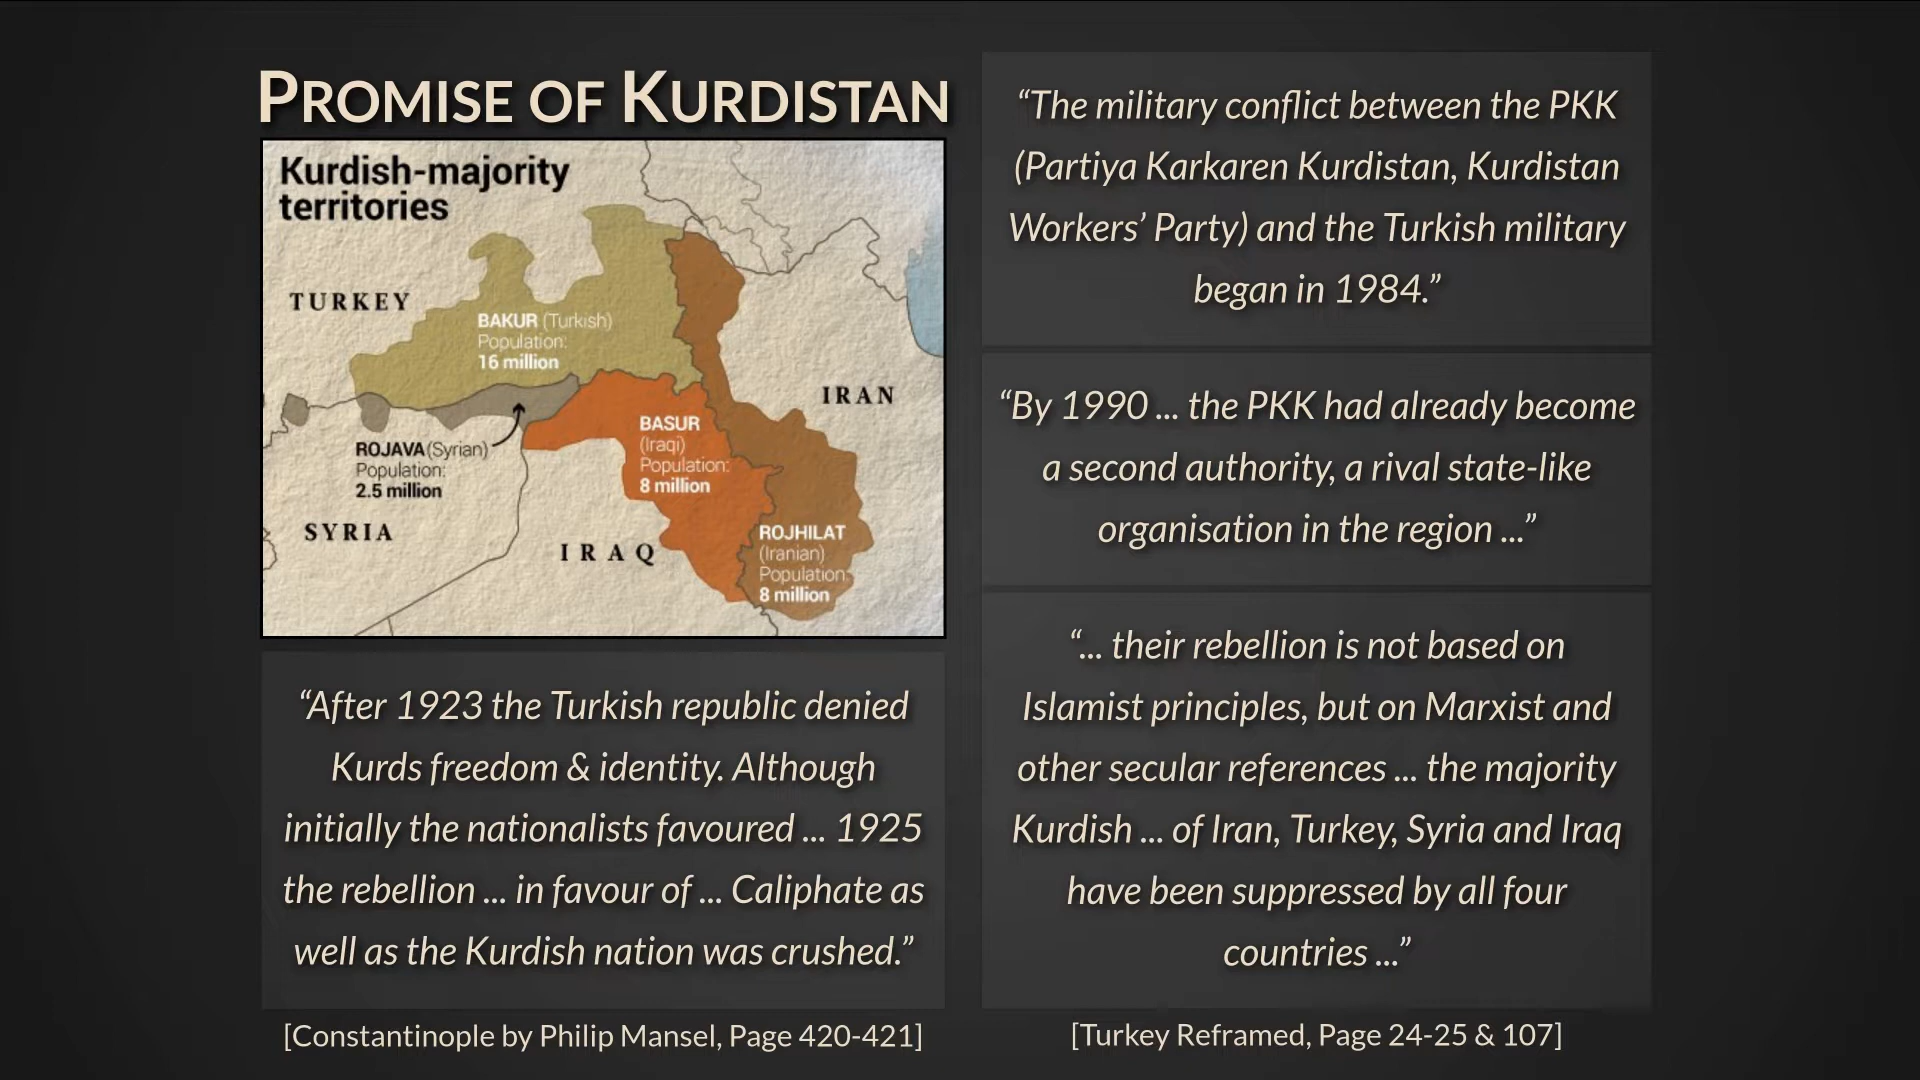 PROMISE OF KURDISTAN
Kurdish-majority
territories
TURKEY
BAKUR (Turkish)
Population:
16 million
IRAN
BASUR
(Iraqi)
Population:
8 million
ROJAVA (Syrian)
Population:
2.5 million
SYRIA
IRAQ
ROJHILAT
(Iranian)
Population:
8 million
“After 1923 the Turkish republic denied
Kurds freedom & identity. Although
initially the nationalists favoured ... 1925
the rebellion ... in favour of ... Caliphate as
well as the Kurdish nation was crushed.”
[Constantinople by Philip Mansel, Page 420-421]
“The military conflict between the PKK
(Partiya Karkaren Kurdistan, Kurdistan
Workers’ Party) and the Turkish military
began in 1984.”
“By 1990 ... the PKK had already become
a second authority, a rival state-like
organisation in the region ...”
“... their rebellion is not based on
Islamist principles, but on Marxist and
other secular references ... the majority
Kurdish ... of Iran, Turkey, Syria and Iraq
have been suppressed by all four
countries ...”
[Turkey Reframed, Page 24-25 & 107]